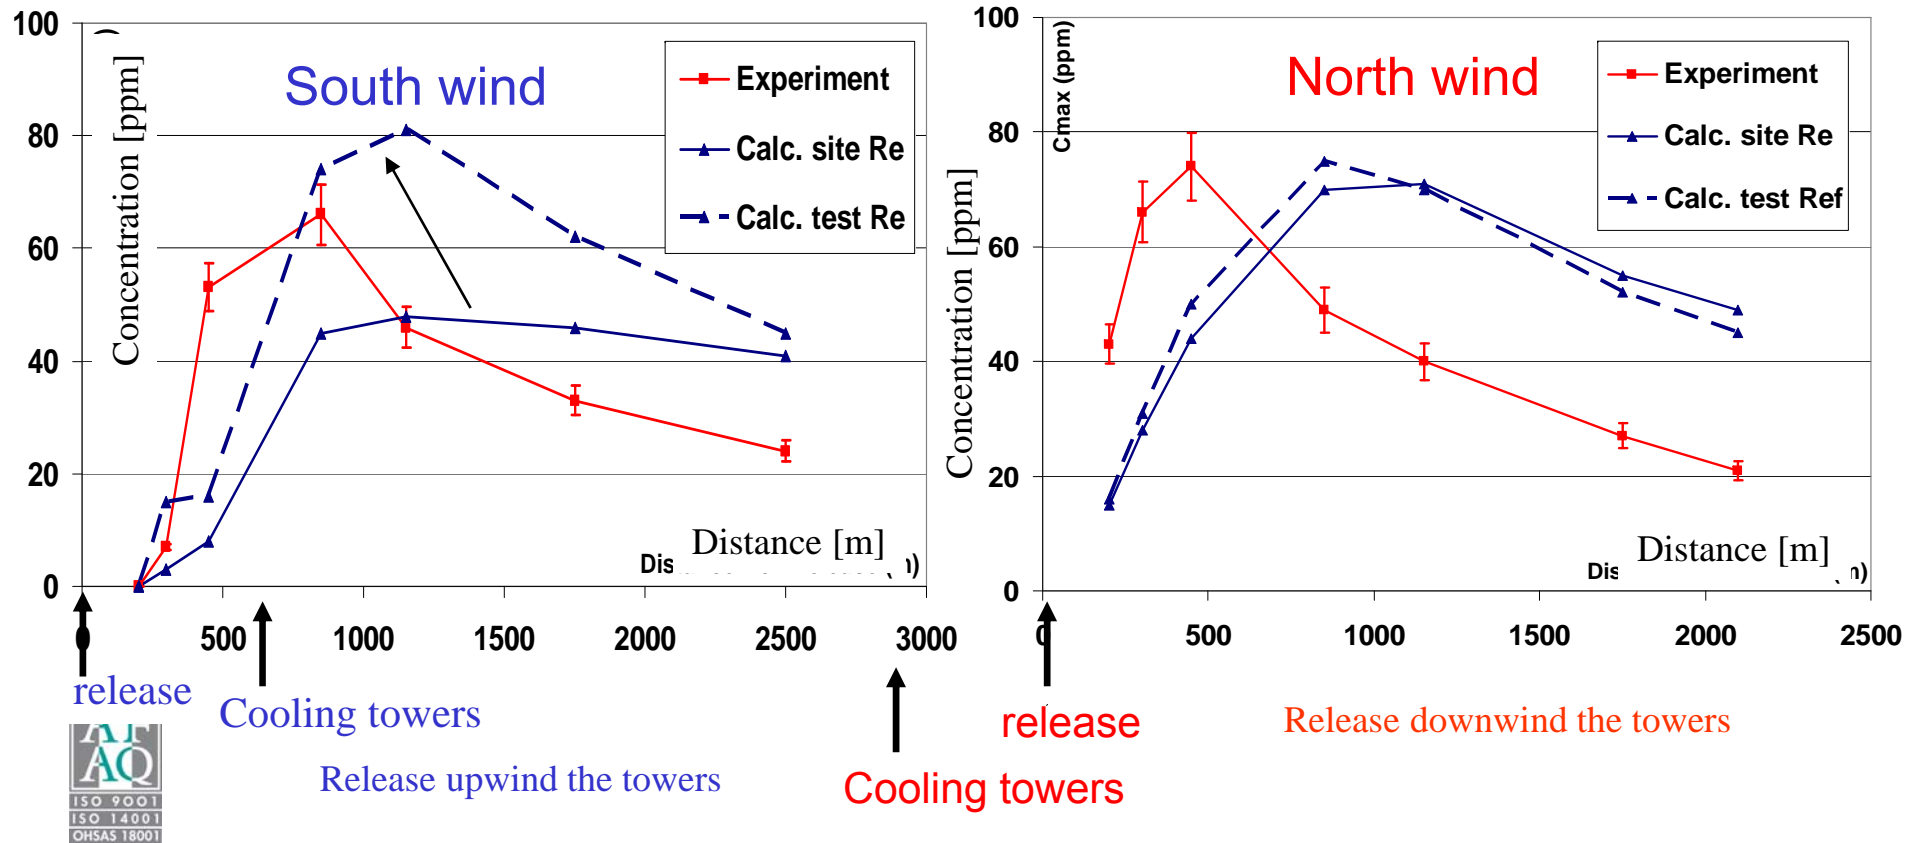 100
80
60
40
20
0
Concentration [ppm]
South wind
Experiment
Calc. site Re
Calc. test Re
Distance [m]
0
500
1000
1500
2000
2500
3000
release
Cooling towers
Release upwind the towers
100
80
60
40
20
0
Cmax (ppm)
Concentration [ppm]
North wind
Experiment
Calc. site Re
Calc. test Ref
Distance [m]
0
500
1000
1500
2000
2500
release
Cooling towers
Release downwind the towers
AFAQ
ISO 9001
ISO 14001
OHSAS 18001